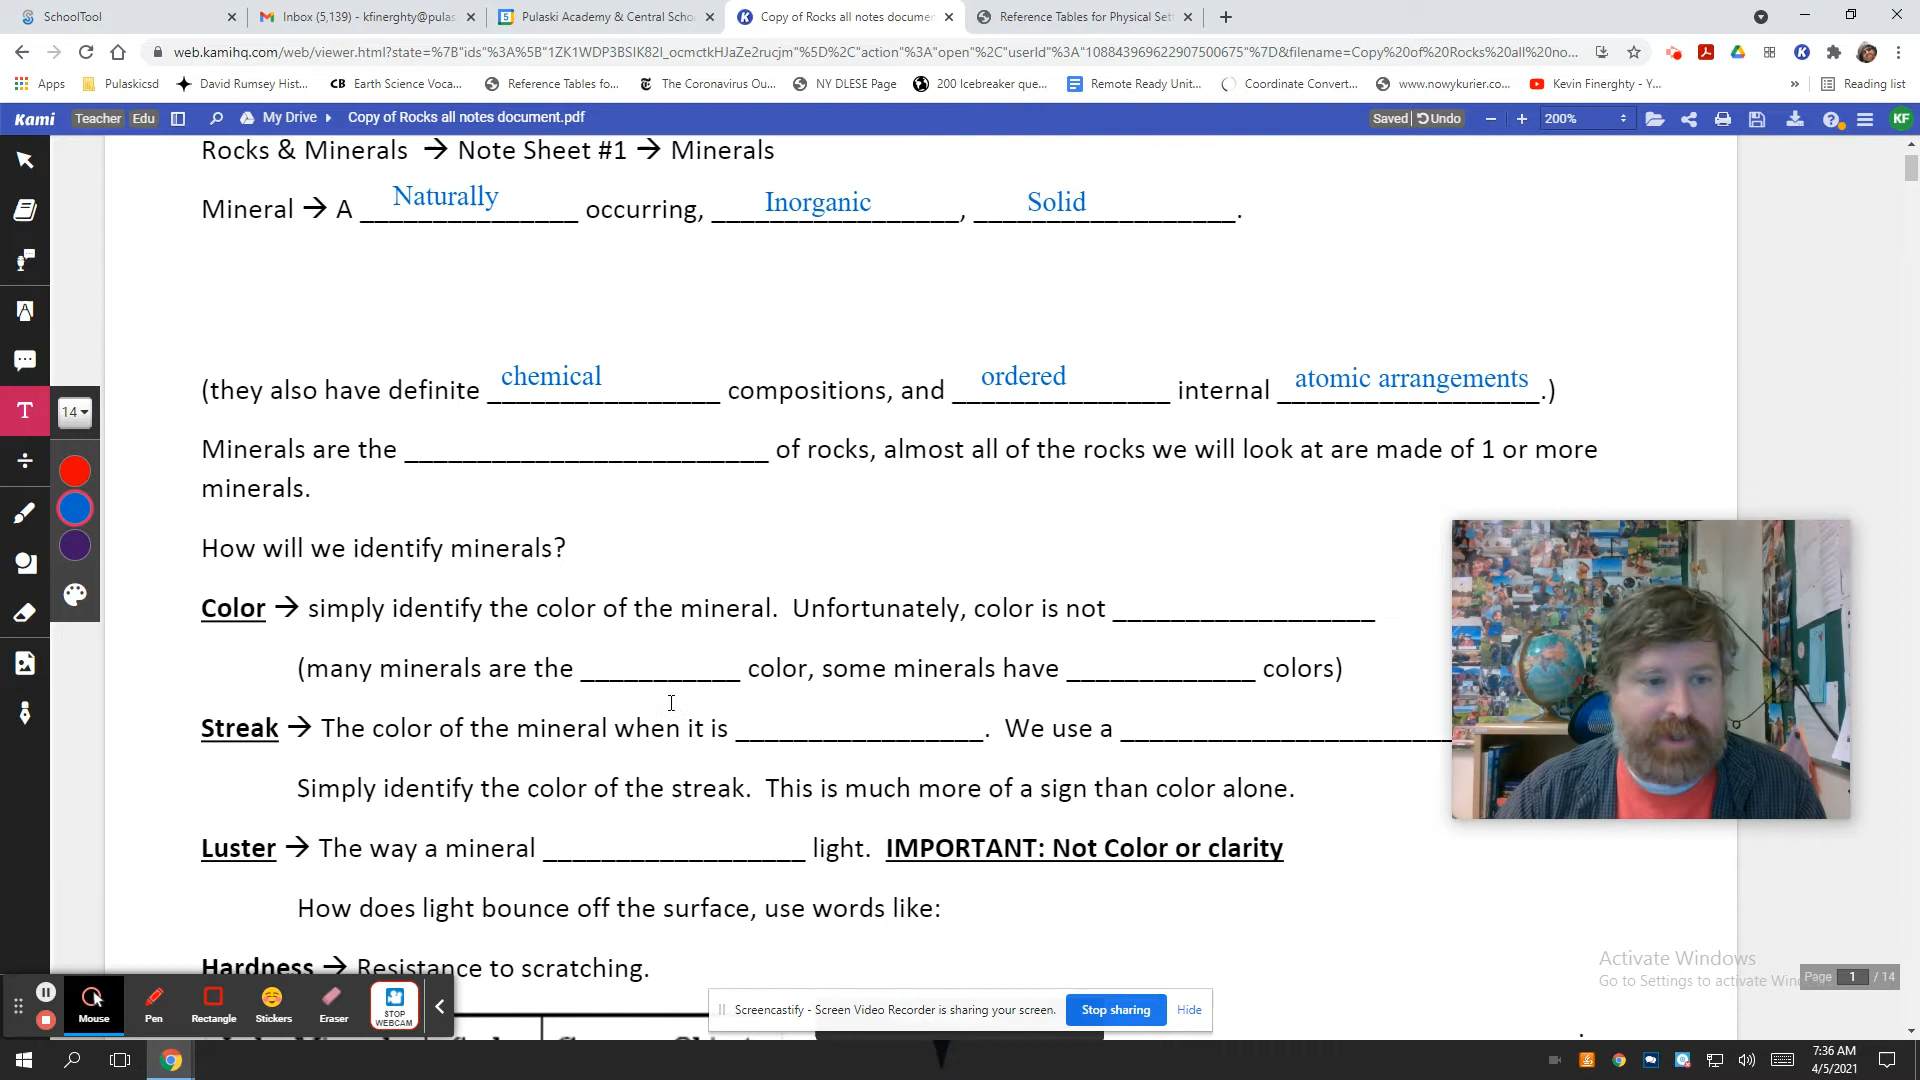 SchoolTool
Inbox (5,139) - kfinerghty@pulas
Pulaski Academy & Central Scho
Copy of Rocks all notes documen
Reference Tables for Physical Set
web.kamihq.com/web/viewer.html?state=%7B"ids"%3A%5B"1ZK1WDP3BSIK82I_ocmctkHJaZe2rucjm"%5D%2C"action"%3A"open"%2C"userId"%3A"108843969622907500675"%7D&filename=Copy%20of%20Rocks%20all%20no...
Apps Pulaskicsd David Rumsey Hist... CB Earth Science Voca... Reference Tables fo... The Coronavirus Ou... NY DLESE Page 200 Icebreaker que... Remote Ready Unit... Coordinate Convert... www.nowykurier.co... Kevin Finerghty - Y... » Reading list
Kami Teacher Edu My Drive Copy of Rocks all notes document.pdf Saved Undo 200% KF
Rocks & Minerals → Note Sheet #1 → Minerals
Mineral → A Naturally occurring, Inorganic, Solid.
(they also have definite chemical compositions, and ordered internal atomic arrangements.)
Minerals are the _________________________ of rocks, almost all of the rocks we will look at are made of 1 or more
minerals.
How will we identify minerals?
Color → simply identify the color of the mineral. Unfortunately, color is not __________________
(many minerals are the ___________ color, some minerals have _____________ colors)
Streak → The color of the mineral when it is _________________. We use a _______________________
Simply identify the color of the streak. This is much more of a sign than color alone.
Luster → The way a mineral __________________ light. IMPORTANT: Not Color or clarity
How does light bounce off the surface, use words like:
Hardness → Resistance to scratching.
T 14
Activate Windows
Go to Settings to activate Win
Page 1 / 14
Mouse Pen Rectangle Stickers Eraser STOP WEBCAM
Screencastify - Screen Video Recorder is sharing your screen. Stop sharing Hide
7:36 AM
4/5/2021